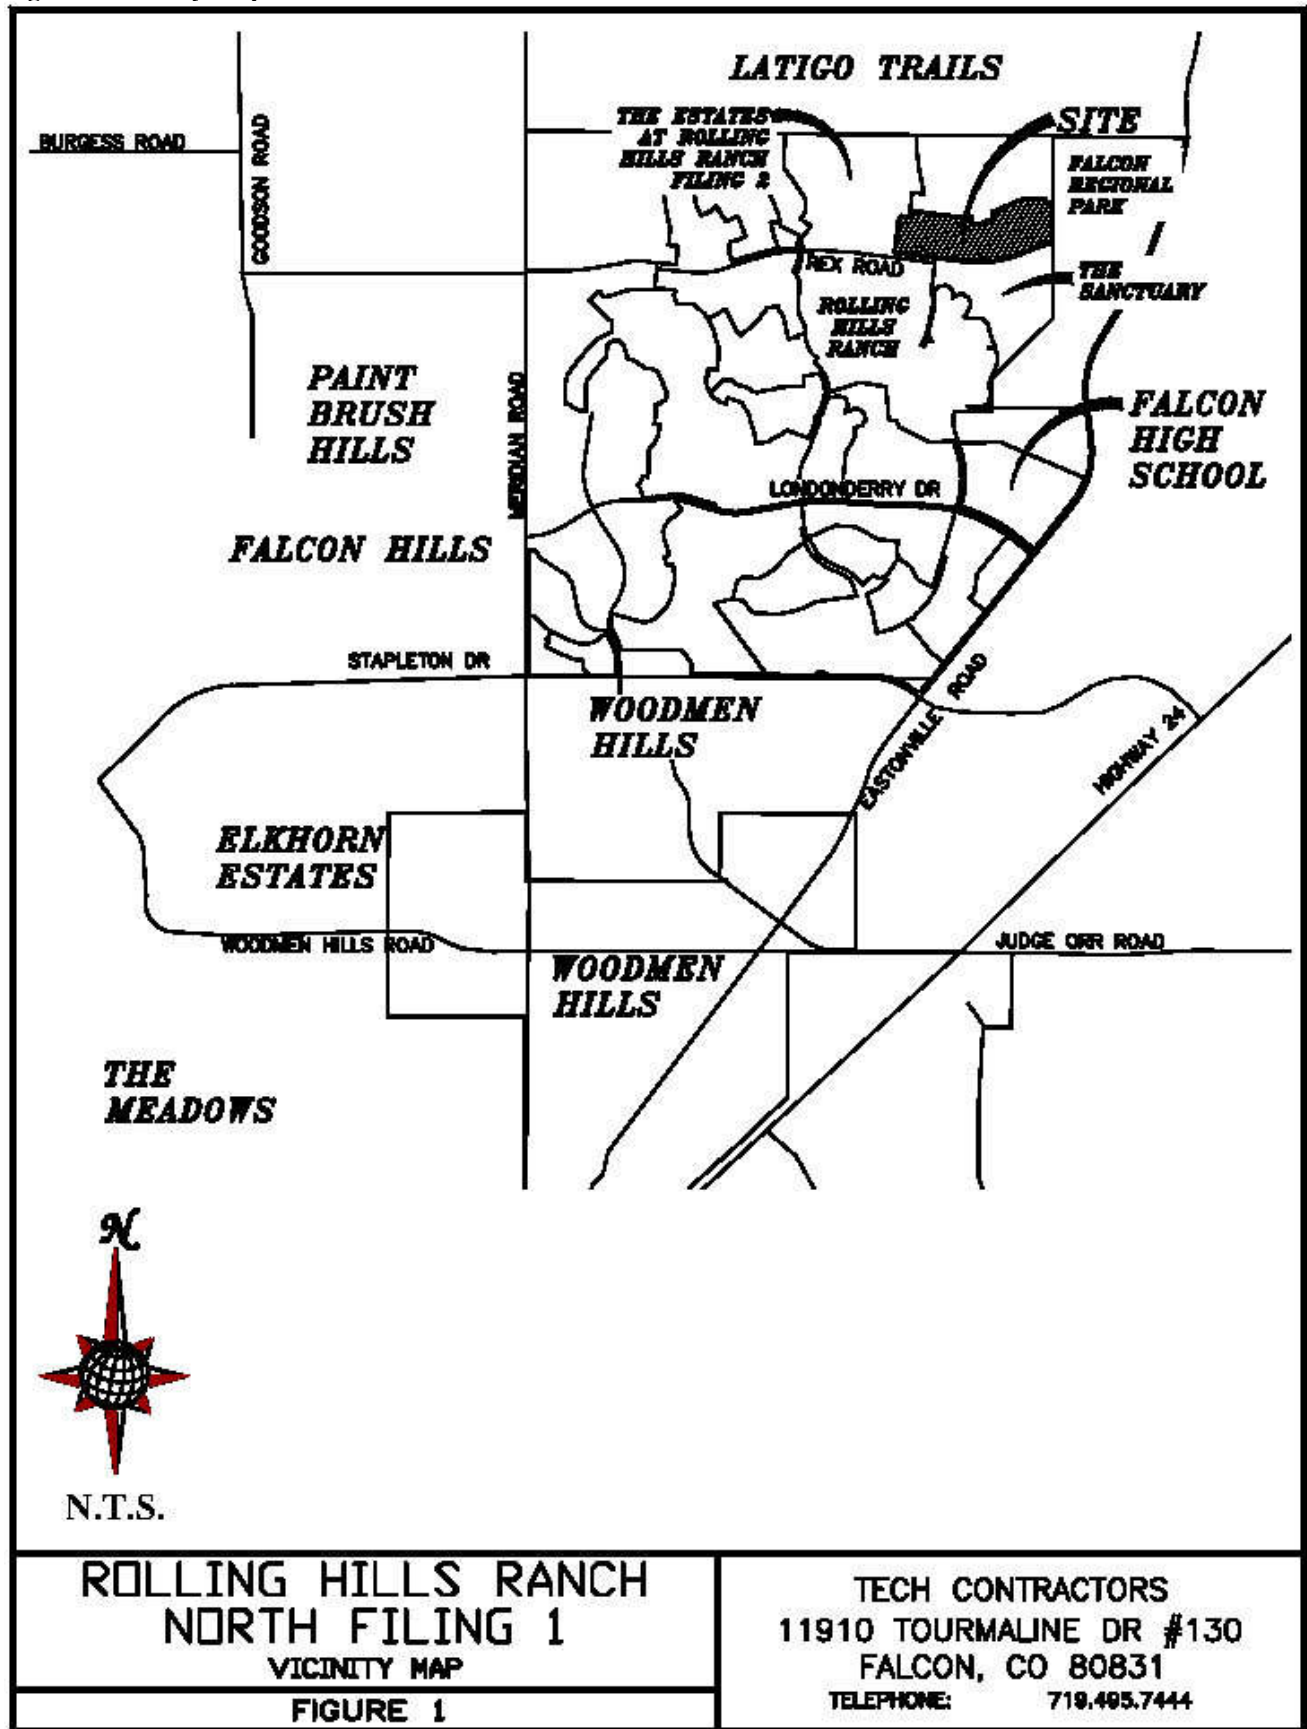 LATIGO TRAILS
THE ESTATES
AT ROLLING
HILLS RANCH
FILING 2
SITE
BURGESS ROAD
GOODSON ROAD
FALCON
REGIONAL
PARK
REX ROAD
THE
SANCTUARY
ROLLING
HILLS
RANCH
PAINT
BRUSH
HILLS
MERIDIAN ROAD
FALCON
HIGH
SCHOOL
LONDONDERRY DR
FALCON HILLS
STAPLETON DR
WOODMEN
HILLS
EASTONVILLE ROAD
HIGHWAY 24
ELKHORN
ESTATES
WOODMEN HILLS ROAD
JUDGE ORR ROAD
WOODMEN
HILLS
THE
MEADOWS
N
N.T.S.
ROLLING HILLS RANCH
NORTH FILING 1
VICINITY MAP
FIGURE 1
TECH CONTRACTORS
11910 TOURMALINE DR #130
FALCON, CO 80831
TELEPHONE: 719.495.7444